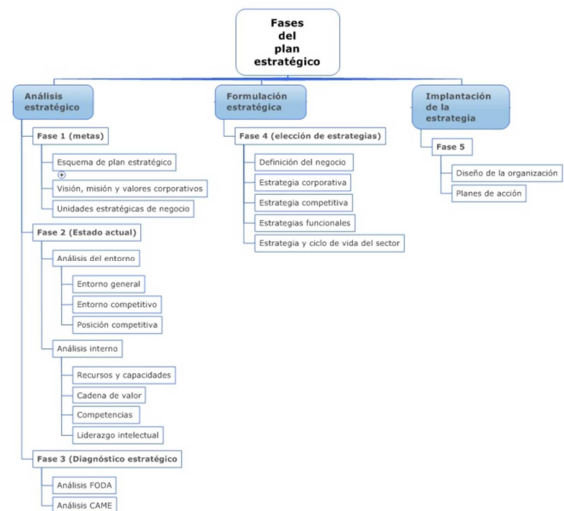 Fases
del
plan
estratégico
Análisis
estratégico
Fase 1 (metas)
Esquema de plan estratégico
Visión, misión y valores corporativos
Unidades estratégicas de negocio
Fase 2 (Estado actual)
Análisis del entorno
Entorno general
Entorno competitivo
Posición competitiva
Análisis interno
Recursos y capacidades
Cadena de valor
Competencias
Liderazgo intelectual
Fase 3 (Diagnóstico estratégico
Análisis FODA
Análisis CAME
Formulación
estratégica
Fase 4 (elección de estrategias)
Definición del negocio
Estrategia corporativa
Estrategia competitiva
Estrategias funcionales
Estrategia y ciclo de vida del sector
Implantación
de la
estrategia
Fase 5
Diseño de la organización
Planes de acción